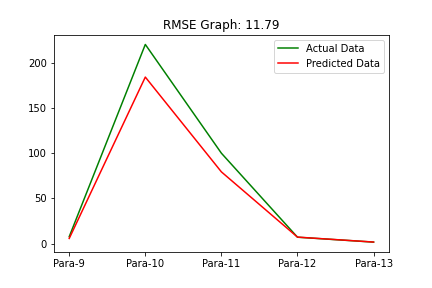 RMSE Graph: 11.79
Actual Data
Predicted Data
200
150
100
50
0
Para-9 Para-10 Para-11 Para-12 Para-13